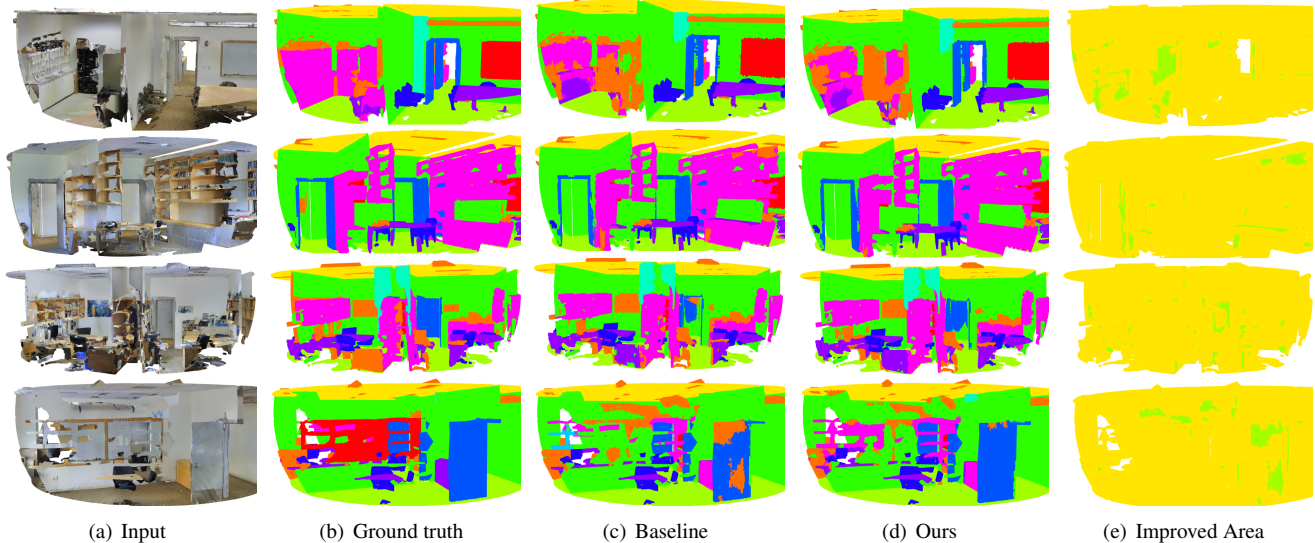 (a) Input
(b) Ground truth
(c) Baseline
(d) Ours
(e) Improved Area